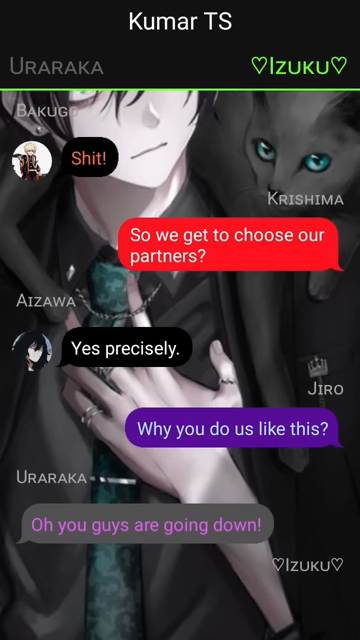 Kumar TS
Uraraka ♡Izuku♡
Bakugo
Shit!
Krishima
So we get to choose our
partners?
Aizawa
Yes precisely.
Jiro
Why you do us like this?
Uraraka
Oh you guys are going down!
♡Izuku♡